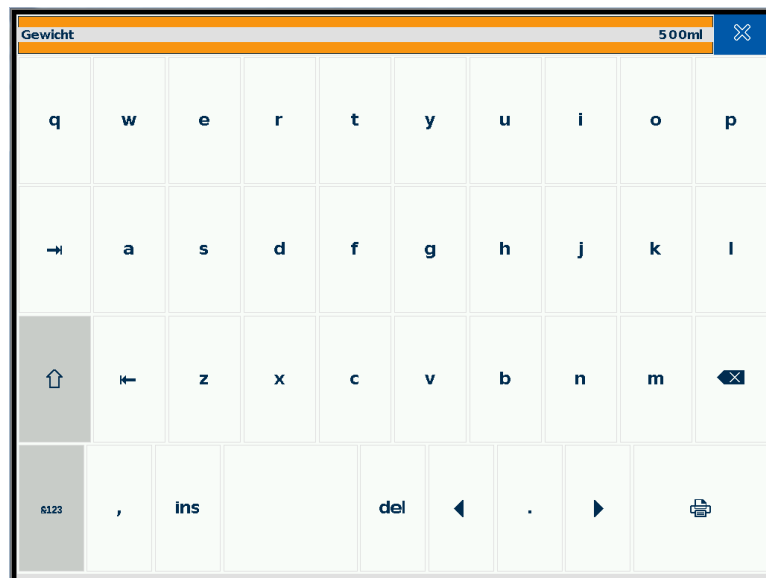 Gewicht 500ml
q w e r t y u i o p
a s d f g h j k l
z x c v b n m
&123 , ins del .